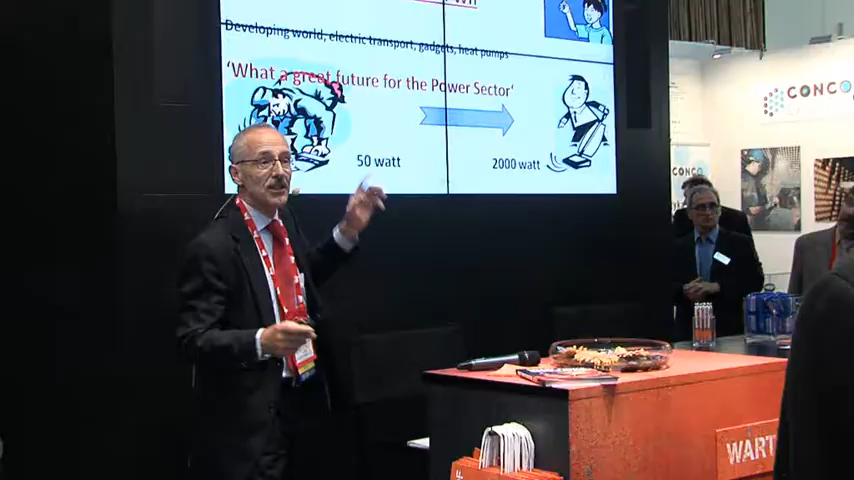 Developing world, electric transport, gadgets, heat pumps
'What a great future for the Power Sector'
50 watt
2000 watt
CONCO
CONCO
WART